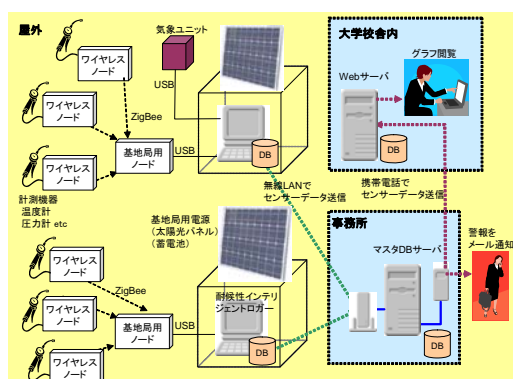 屋外
気象ユニット
大学校舎内
グラフ閲覧
ワイヤレス
ノード
USB
Webサーバ
ワイヤレス
ノード
ZigBee
基地局用
ノード
USB
DB
DB
ワイヤレス
ノード
計測機器
温度計
圧力計 etc
無線LANで
センサーデータ送信
携帯電話で
センサーデータ送信
基地局用電源
(太陽光パネル)
(蓄電池)
事務所
マスタDBサーバ
警報を
メール通知
ワイヤレス
ノード
ZigBee
耐候性インテリ
ジェントロガー
ワイヤレス
ノード
基地局用
ノード
USB
DB
DB
ワイヤレス
ノード